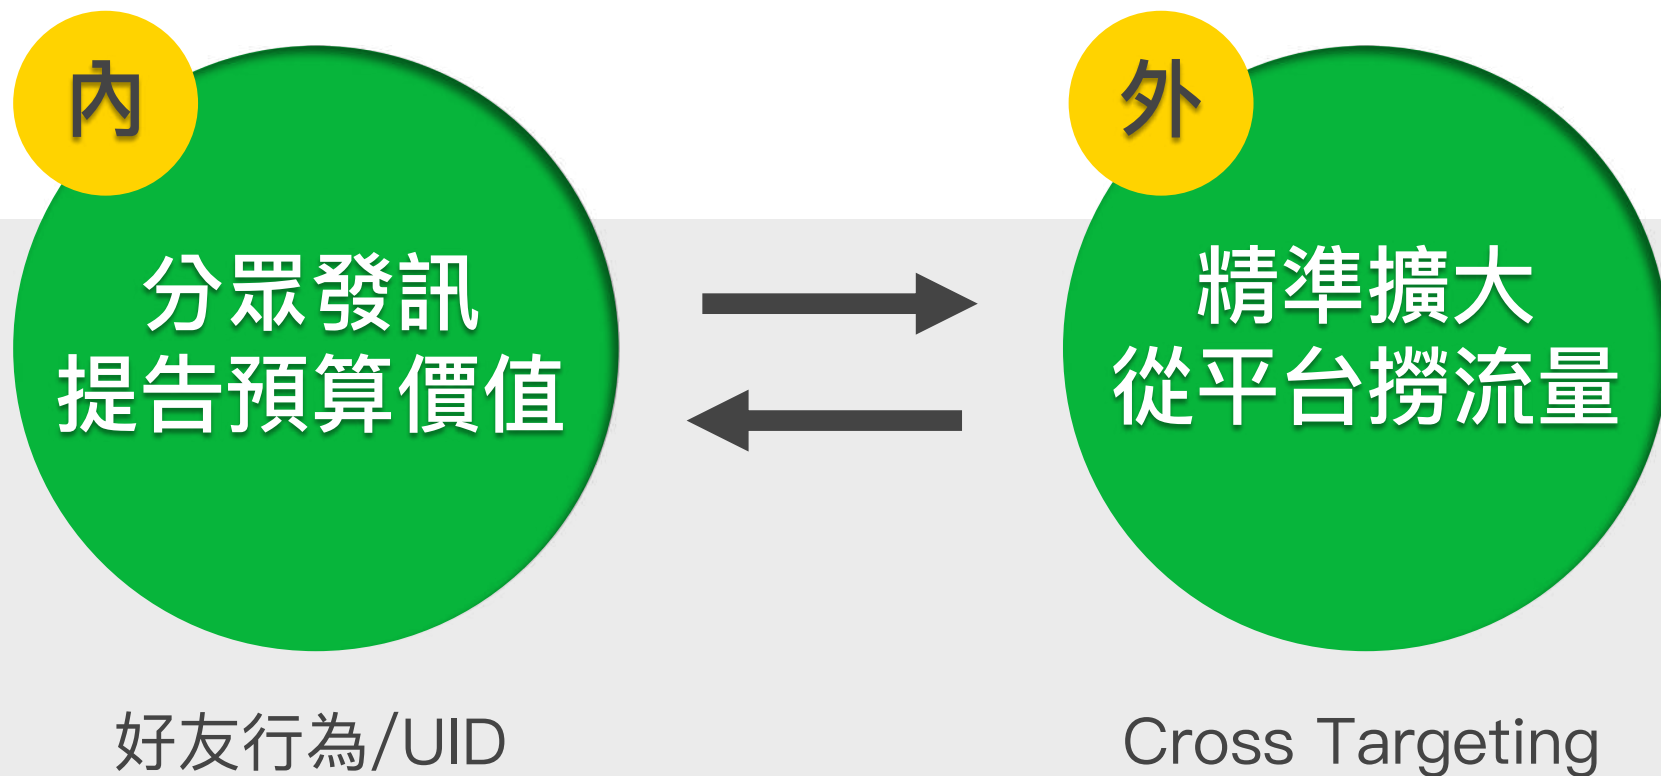 內
分眾發訊
提告預算價值
好友行為/UID
外
精準擴大
從平台撈流量
Cross Targeting